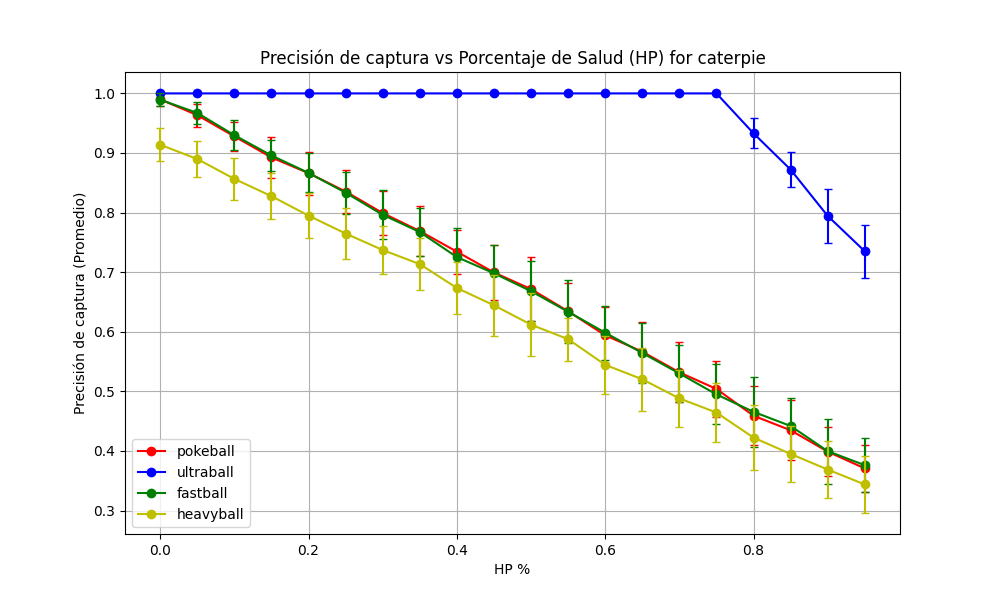 Precisión de captura vs Porcentaje de Salud (HP) for caterpie
Precisión de captura (Promedio)
1.0
0.9
0.8
0.7
0.6
0.5
0.4
0.3
pokeball
ultraball
fastball
heavyball
0.0 0.2 0.4 0.6 0.8
HP %